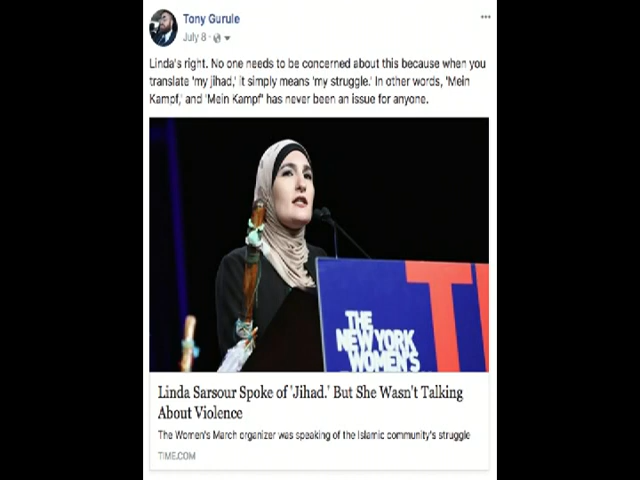 Tony Gurule
July 8 ·
Linda's right. No one needs to be concerned about this because when you
translate 'my jihad,' it simply means 'my struggle.' In other words, 'Mein
Kampf,' and 'Mein Kampf' has never been an issue for anyone.
THE
NEW YORK
WOMEN'S
T
Linda Sarsour Spoke of 'Jihad.' But She Wasn't Talking
About Violence
The Women's March organizer was speaking of the Islamic community's struggle
TIME.COM